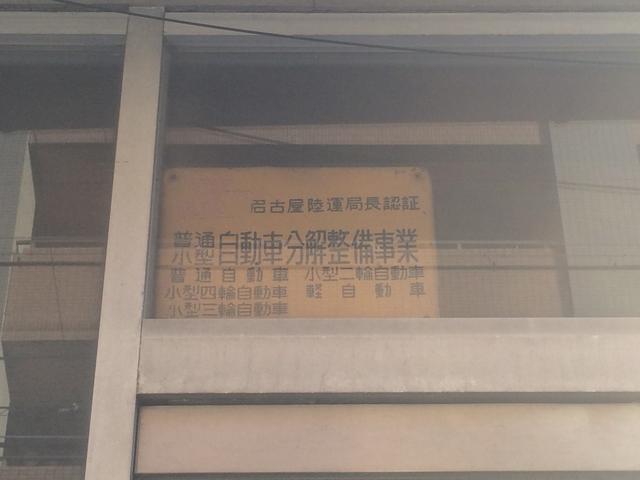 名古屋陸運局長認証
普通
小型 自動車分解整備事業
普通自動車 小型二輪自動車
小型四輪自動車 軽自動車
小型三輪自動車